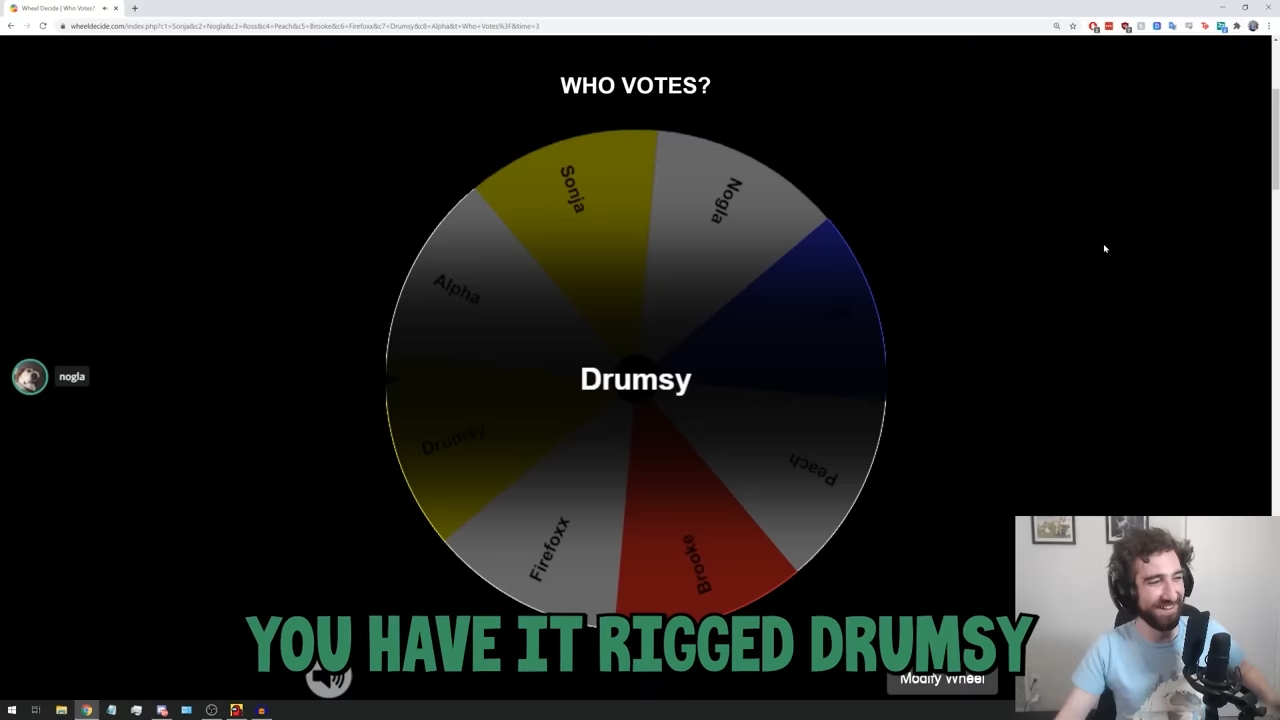 Wheel Decide | Who Votes?
wheeldecide.com/index.php?c1=Sonja&c2=Nogla&c3=Ross&c4=Peach&c5=Brooke&c6=Firefoxx&c7=Drumsy&c8=Alpha&t=Who+Votes%3F&time=3
WHO VOTES?
Sonja
Nogla
Alpha
nogla
Drumsy
Drumsy
Peach
Firefoxx
Brooke
YOU HAVE IT RIGGED DRUMSY
Modify Wheel